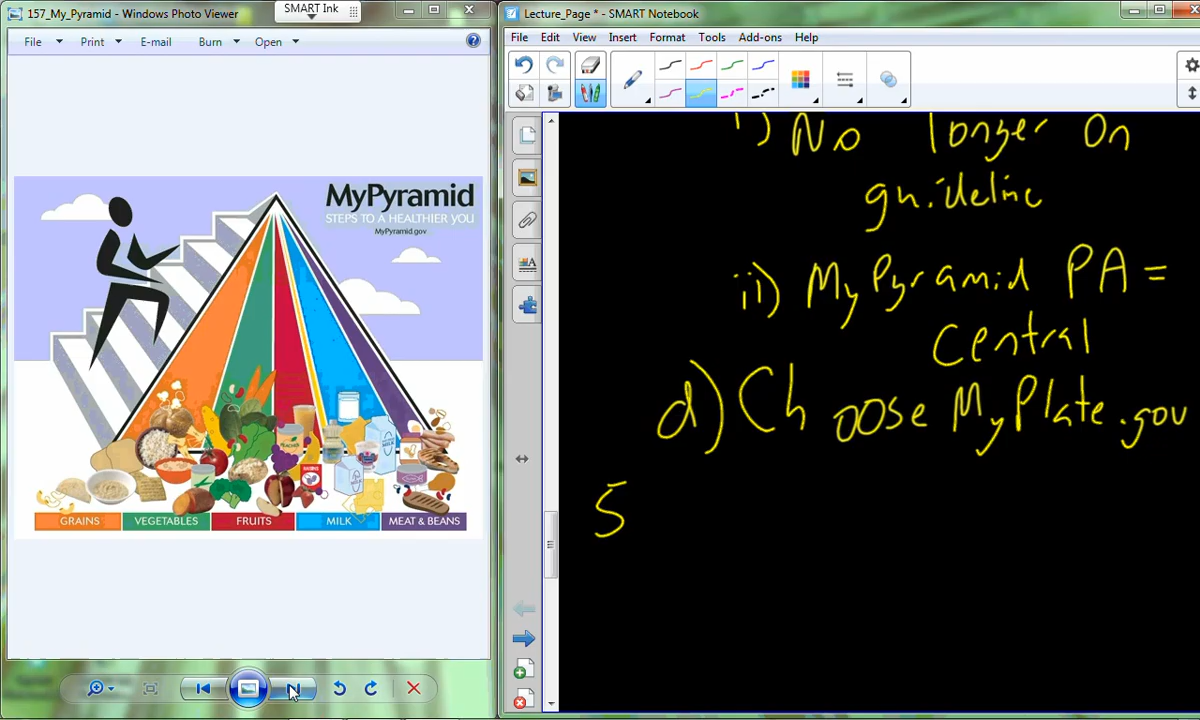 157_My_Pyramid - Windows Photo Viewer
SMART Ink
File Print E-mail Burn Open
MyPyramid
STEPS TO A HEALTHIER YOU
MyPyramid.gov
GRAINS VEGETABLES FRUITS MILK MEAT & BEANS
Lecture_Page * - SMART Notebook
File Edit View Insert Format Tools Add-ons Help
i) No longer on
guideline
ii) MyPyramid PA =
Central
d) Choose MyPlate.gov
5